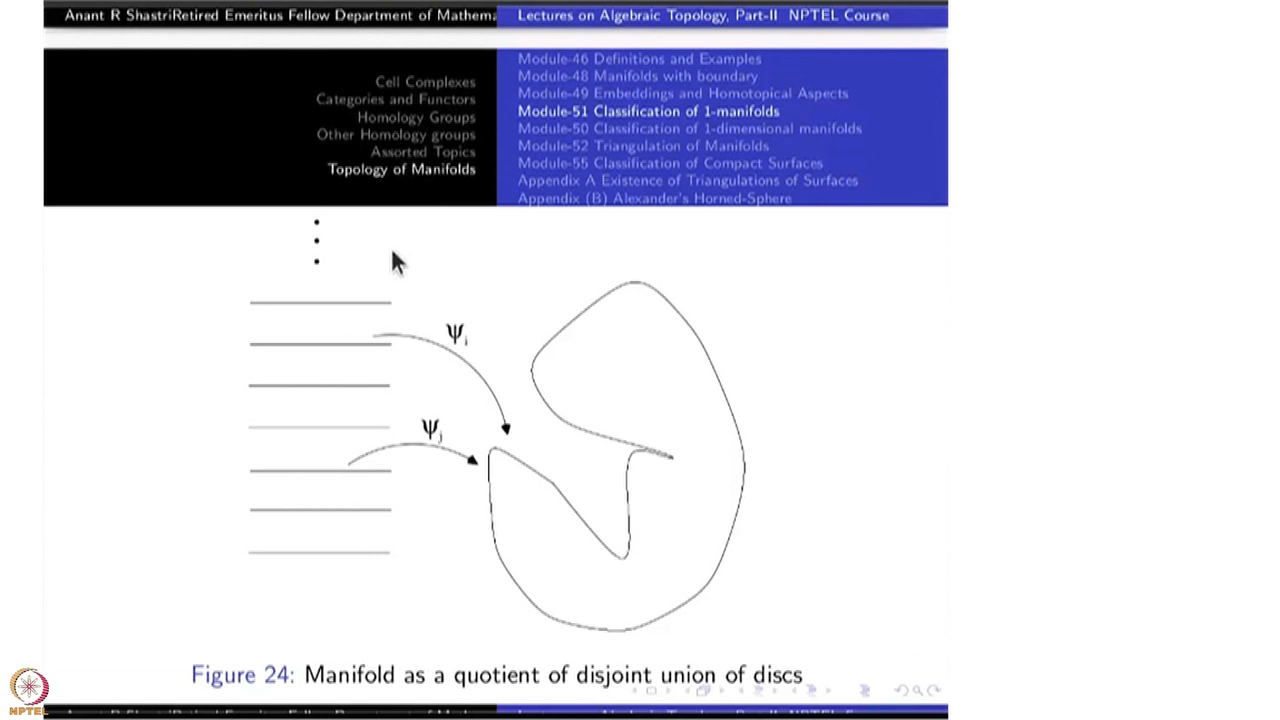 Anant R ShastriRetired Emeritus Fellow Department of Mathema
Lectures on Algebraic Topology, Part-II NPTEL Course
Cell Complexes
Categories and Functors
Homology Groups
Other Homology groups
Assorted Topics
Topology of Manifolds
Module-46 Definitions and Examples
Module-48 Manifolds with boundary
Module-49 Embeddings and Homotopical Aspects
Module-51 Classification of 1-manifolds
Module-50 Classification of 1-dimensional manifolds
Module-52 Triangulation of Manifolds
Module-55 Classification of Compact Surfaces
Appendix A Existence of Triangulations of Surfaces
Appendix (B) Alexander's Horned-Sphere
Ψi
Ψj
Figure 24: Manifold as a quotient of disjoint union of discs
NPTEL